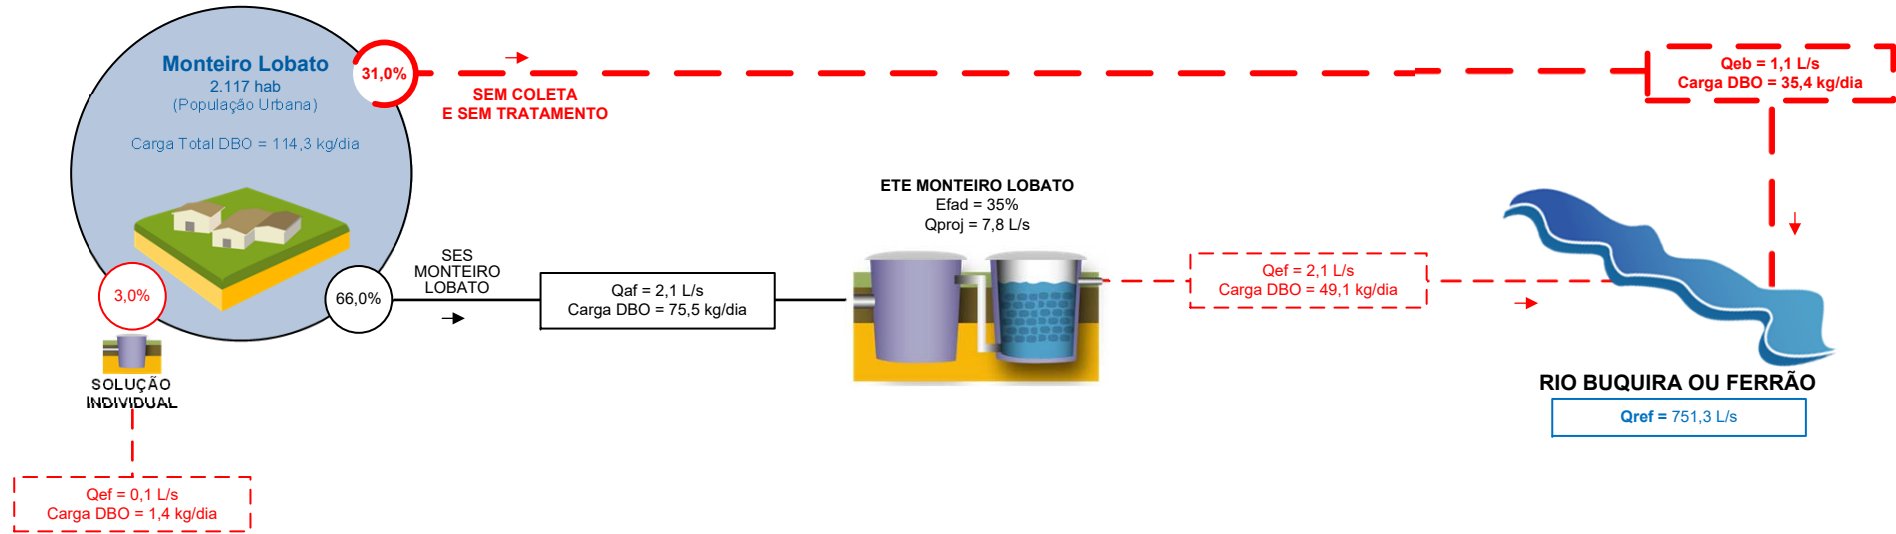 Monteiro Lobato
2.117 hab
(População Urbana)
Carga Total DBO = 114,3 kg/dia
31,0%
SEM COLETA
E SEM TRATAMENTO
Qeb = 1,1 L/s
Carga DBO = 35,4 kg/dia
3,0%
66,0%
SES
MONTEIRO
LOBATO
Qaf = 2,1 L/s
Carga DBO = 75,5 kg/dia
ETE MONTEIRO LOBATO
Efad = 35%
Qproj = 7,8 L/s
Qef = 2,1 L/s
Carga DBO = 49,1 kg/dia
RIO BUQUIRA OU FERRÃO
Qref = 751,3 L/s
SOLUÇÃO
INDIVIDUAL
Qef = 0,1 L/s
Carga DBO = 1,4 kg/dia